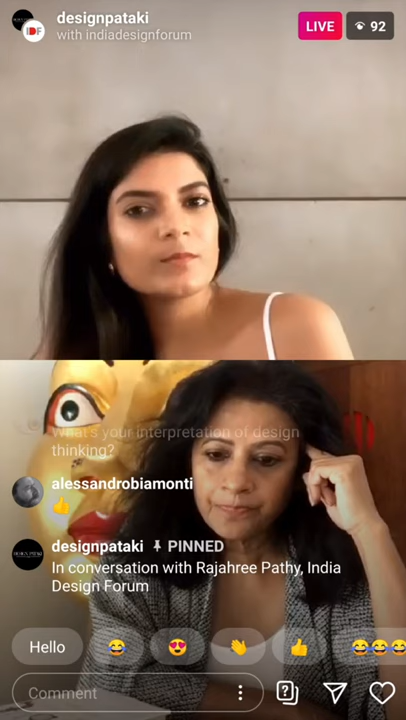 designpataki
with indiadesignforum
LIVE
92
IDF
What's your interpretation of design
thinking?
alessandrobiamonti
designpataki PINNED
In conversation with Rajahree Pathy, India
Design Forum
Hello
Comment